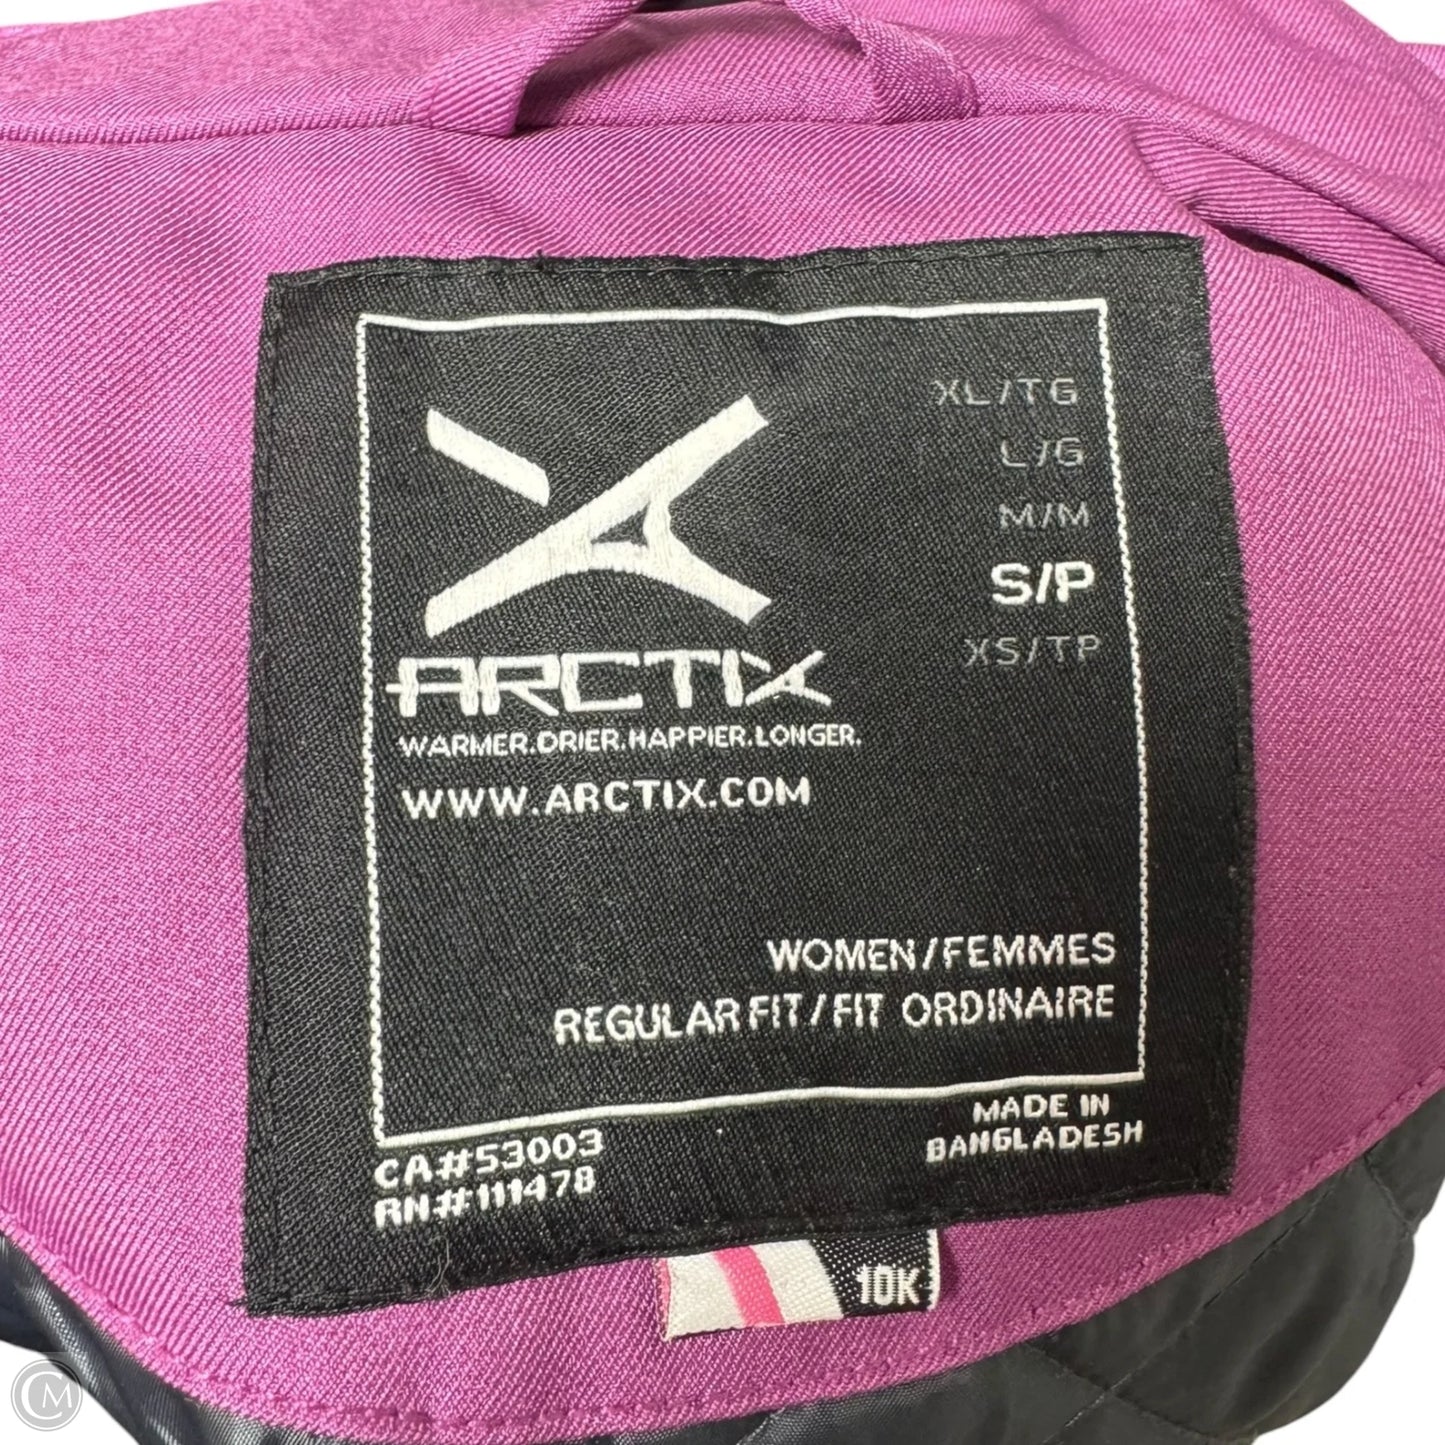 XL/TG
L/G
M/M
S/P
XS/TP
ARCTIX
WARMER.DRIER.HAPPIER.LONGER.
WWW.ARCTIX.COM
WOMEN/FEMMES
REGULAR FIT/FIT ORDINAIRE
CA#53003
RN#111478
MADE IN
BANGLADESH
10K
CM